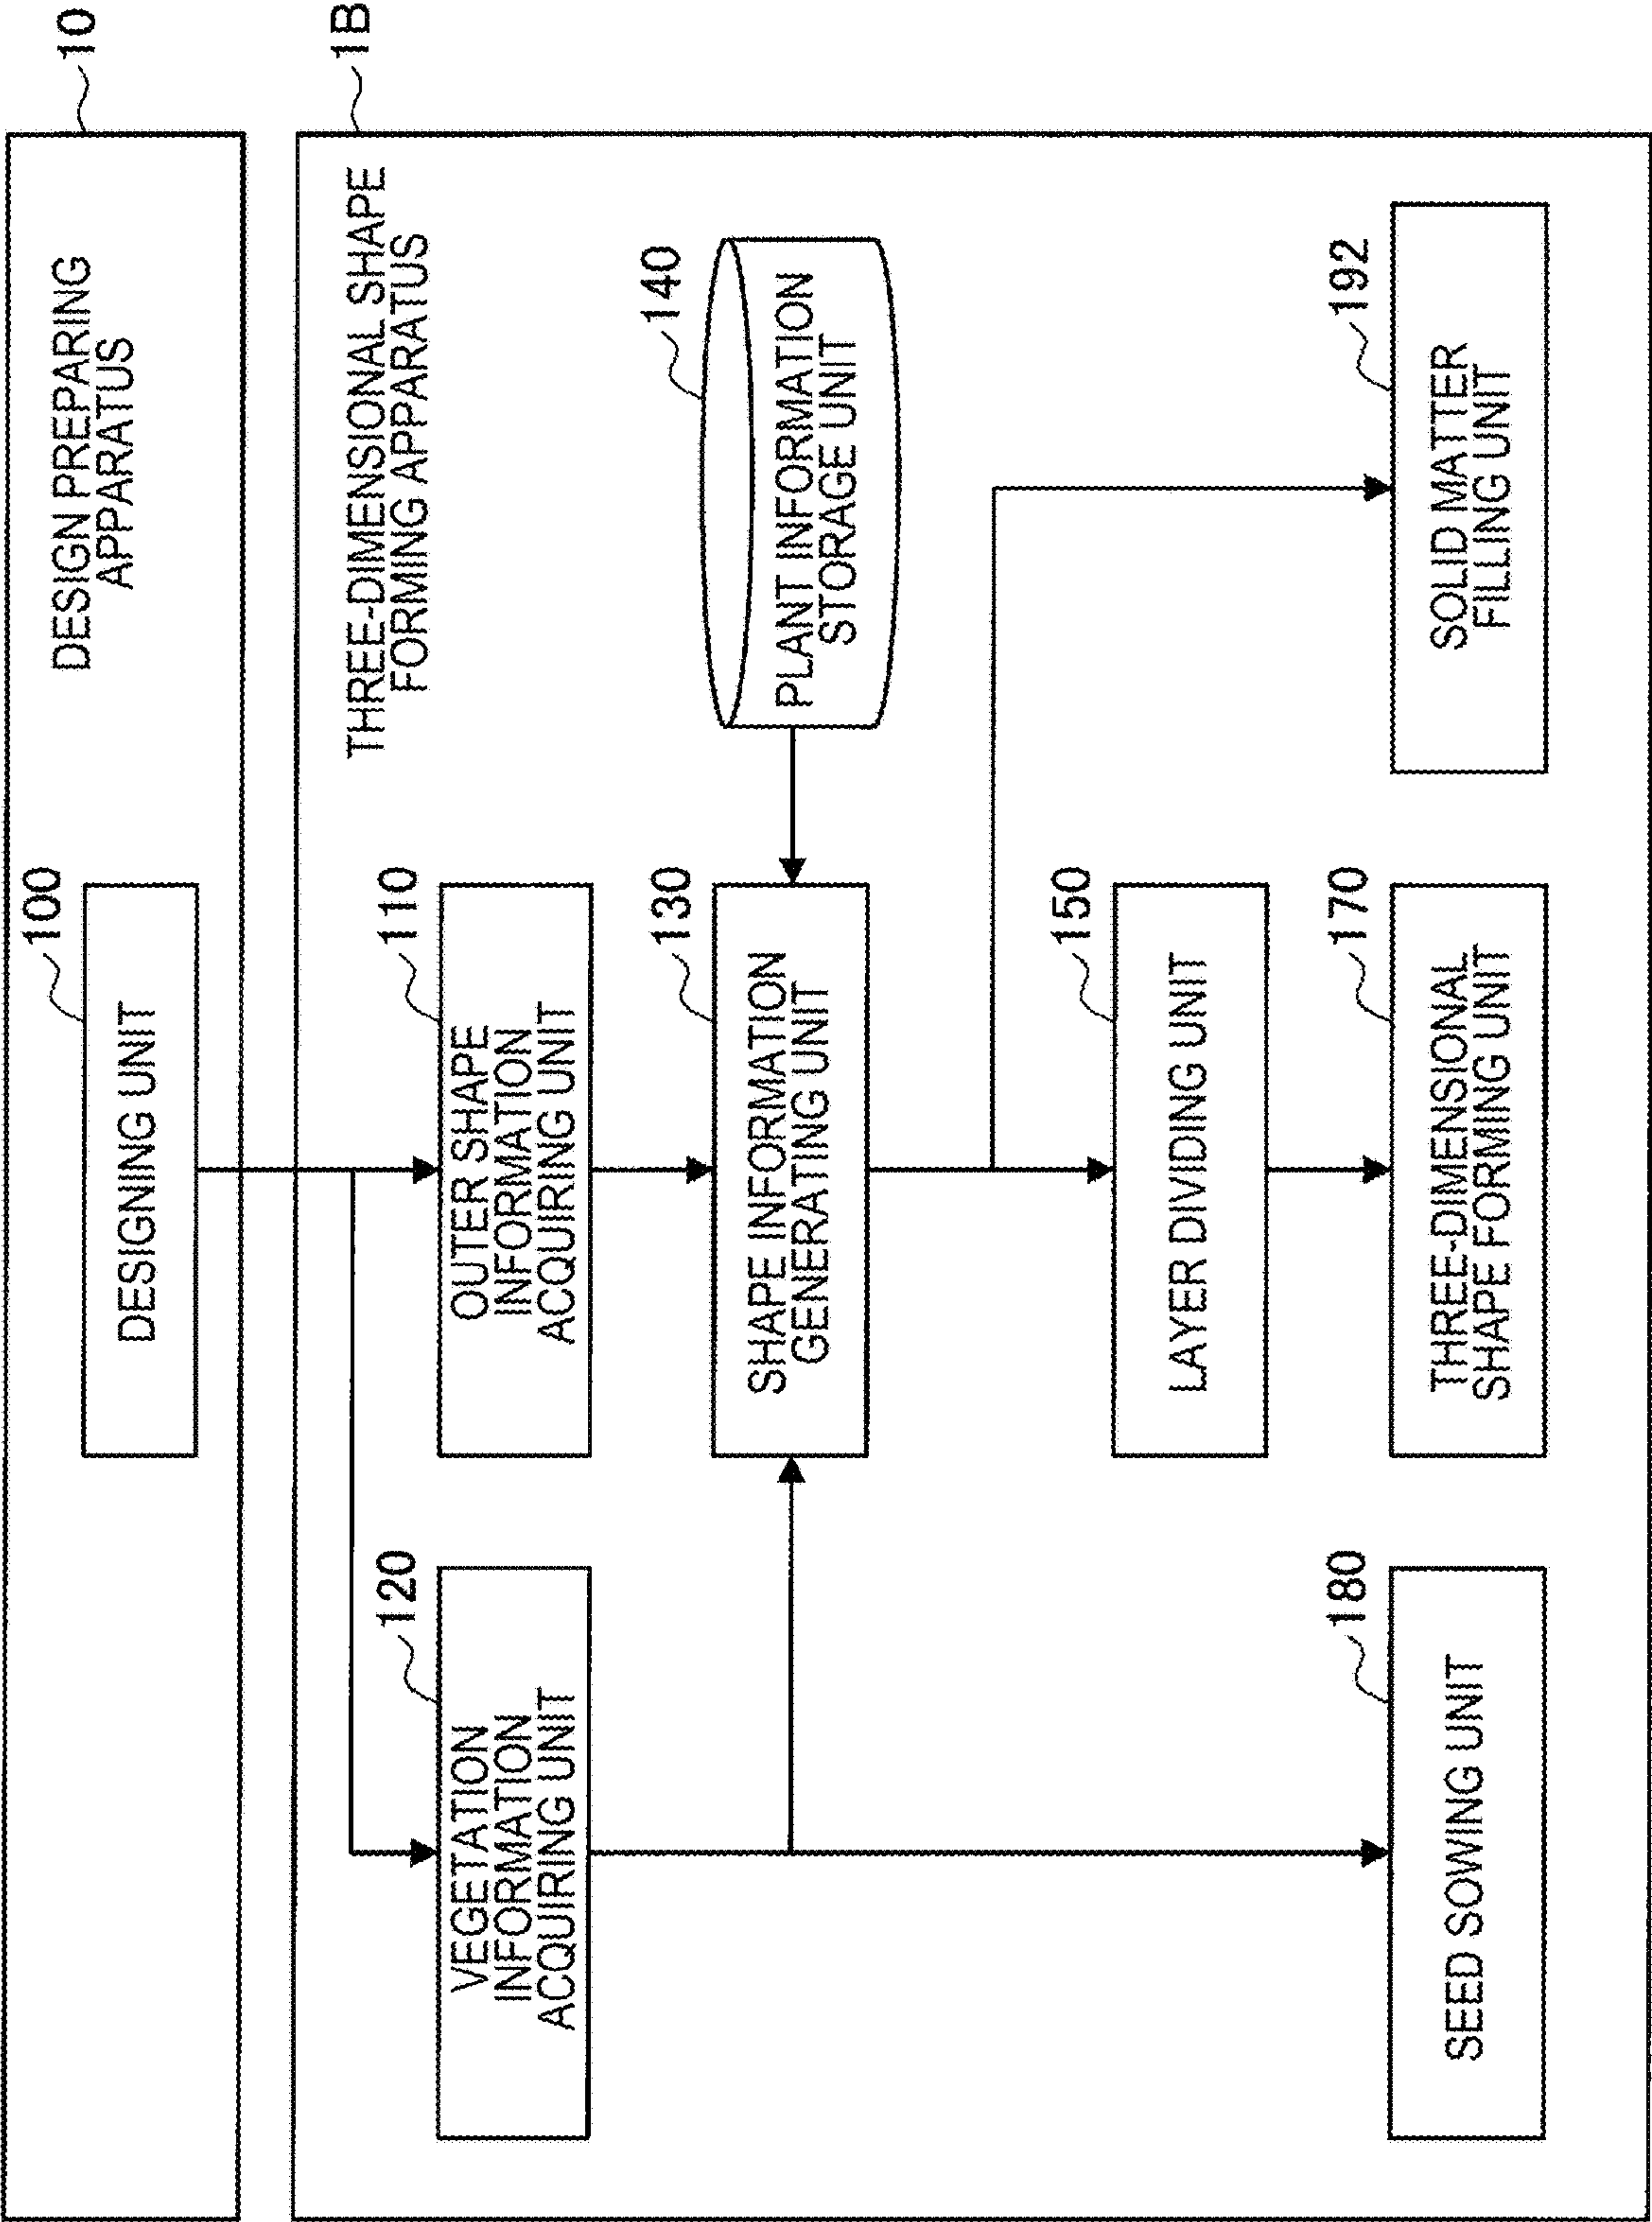 10
DESIGN PREPARING
APPARATUS
100
DESIGNING UNIT
1B
THREE-DIMENSIONAL SHAPE
FORMING APPARATUS
120
VEGETATION
INFORMATION
ACQUIRING UNIT
110
OUTER SHAPE
INFORMATION
ACQUIRING UNIT
130
SHAPE INFORMATION
GENERATING UNIT
140
PLANT INFORMATION
STORAGE UNIT
150
LAYER DIVIDING UNIT
180
SEED SOWING UNIT
170
THREE-DIMENSIONAL
SHAPE FORMING UNIT
192
SOLID MATTER
FILLING UNIT